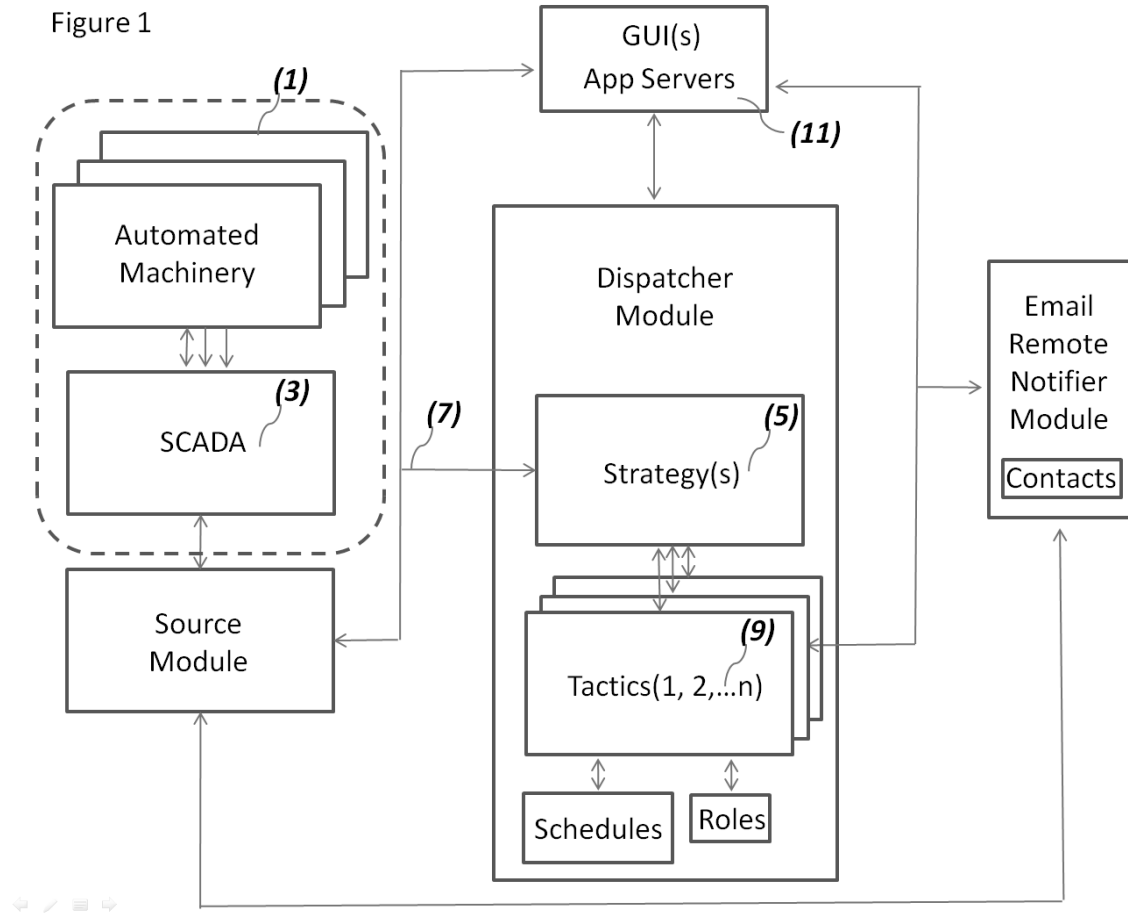 Figure 1
GUI(s)
App Servers
(11)
(1)
Automated
Machinery
(3)
SCADA
Source
Module
(7)
Dispatcher
Module
(5)
Strategy(s)
(9)
Tactics(1, 2,...n)
Schedules
Roles
Email
Remote
Notifier
Module
Contacts